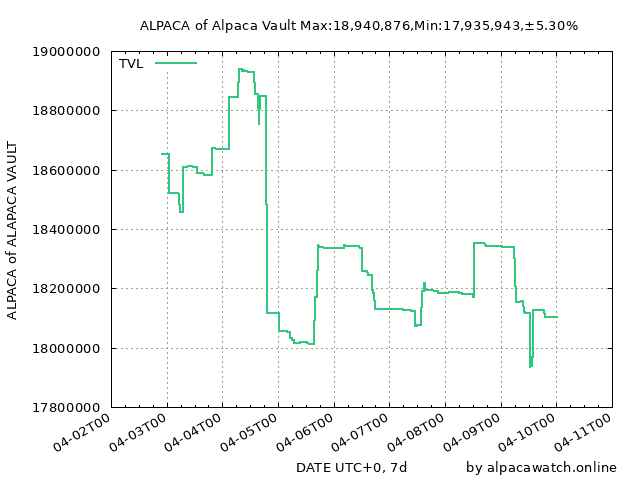 ALPACA of Alpaca Vault Max:18,940,876,Min:17,935,943,±5.30%
19000000
TVL
18800000
18600000
18400000
18200000
18000000
17800000
ALPACA of ALAPACA VAULT
04-02T00
04-03T00
04-04T00
04-05T00
04-06T00
04-07T00
04-08T00
04-09T00
04-10T00
04-11T00
DATE UTC+0, 7d
by alpacawatch.online